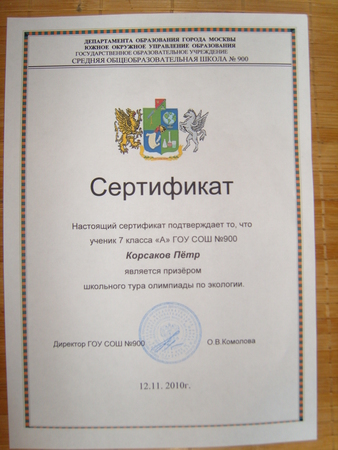 ДЕПАРТАМЕНТА ОБРАЗОВАНИЯ ГОРОДА МОСКВЫ
ЮЖНОЕ ОКРУЖНОЕ УПРАВЛЕНИЕ ОБРАЗОВАНИЯ
ГОСУДАРСТВЕННОЕ ОБРАЗОВАТЕЛЬНОЕ УЧРЕЖДЕНИЕ
СРЕДНЯЯ ОБЩЕОБРАЗОВАТЕЛЬНАЯ ШКОЛА № 900
Сертификат
Настоящий сертификат подтверждает то, что
ученик 7 класса «А» ГОУ СОШ №900
Корсаков Пётр
является призёром
школьного тура олимпиады по экологии.
Директор ГОУ СОШ №900 О.В.Комолова
12.11. 2010г.